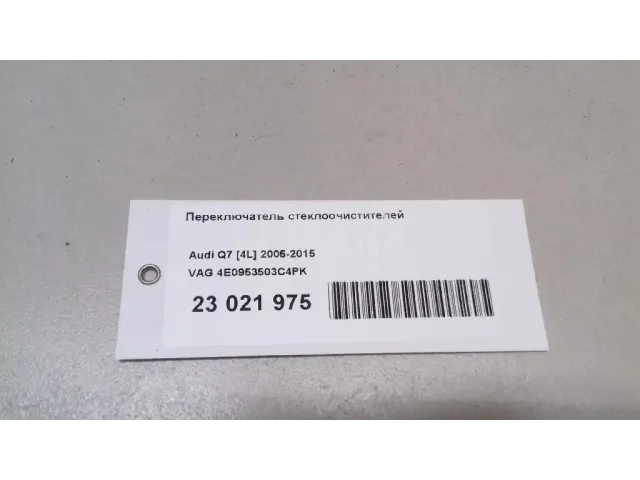 Переключатель стеклоочистителей
Audi Q7 [4L] 2005-2015
VAG 4E0953503C4PK
23 021 975